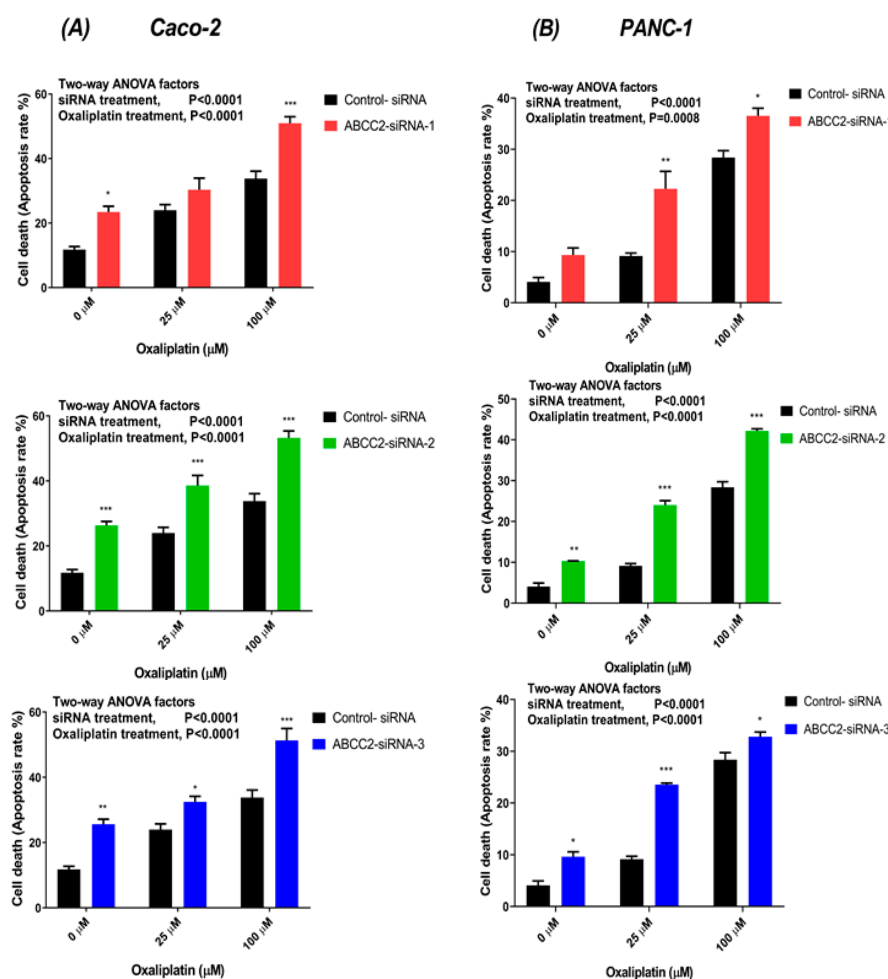 (A) Caco-2
Two-way ANOVA factors
siRNA treatment, P<0.0001
Oxaliplatin treatment, P<0.0001
Control- siRNA
ABCC2-siRNA-1
Cell death (Apoptosis rate %)
60
40
20
0
*
***
0 μM
25 μM
100 μM
Oxaliplatin (μM)
Two-way ANOVA factors
siRNA treatment, P<0.0001
Oxaliplatin treatment, P<0.0001
Control- siRNA
ABCC2-siRNA-2
Cell death (Apoptosis rate %)
60
40
20
0
***
***
***
0 μM
25 μM
100 μM
Oxaliplatin (μM)
Two-way ANOVA factors
siRNA treatment, P<0.0001
Oxaliplatin treatment, P<0.0001
Control- siRNA
ABCC2-siRNA-3
Cell death (Apoptosis rate %)
60
40
20
0
**
*
***
0 μM
25 μM
100 μM
Oxaliplatin (μM)
(B) PANC-1
Two-way ANOVA factors
siRNA treatment, P<0.0001
Oxaliplatin treatment, P=0.0008
Control- siRNA
ABCC2-siRNA-1
Cell death (Apoptosis rate %)
40
30
20
10
0
**
*
0 μM
25 μM
100 μM
Oxaliplatin (μM)
Two-way ANOVA factors
siRNA treatment, P<0.0001
Oxaliplatin treatment, P<0.0001
Control- siRNA
ABCC2-siRNA-2
Cell death (Apoptosis rate %)
50
40
30
20
10
0
**
***
***
0 μM
25 μM
100 μM
Oxaliplatin (μM)
Two-way ANOVA factors
siRNA treatment, P<0.0001
Oxaliplatin treatment, P<0.0001
Control- siRNA
ABCC2-siRNA-3
Cell death (Apoptosis rate %)
40
30
20
10
0
*
***
*
0 μM
25 μM
100 μM
Oxaliplatin (μM)